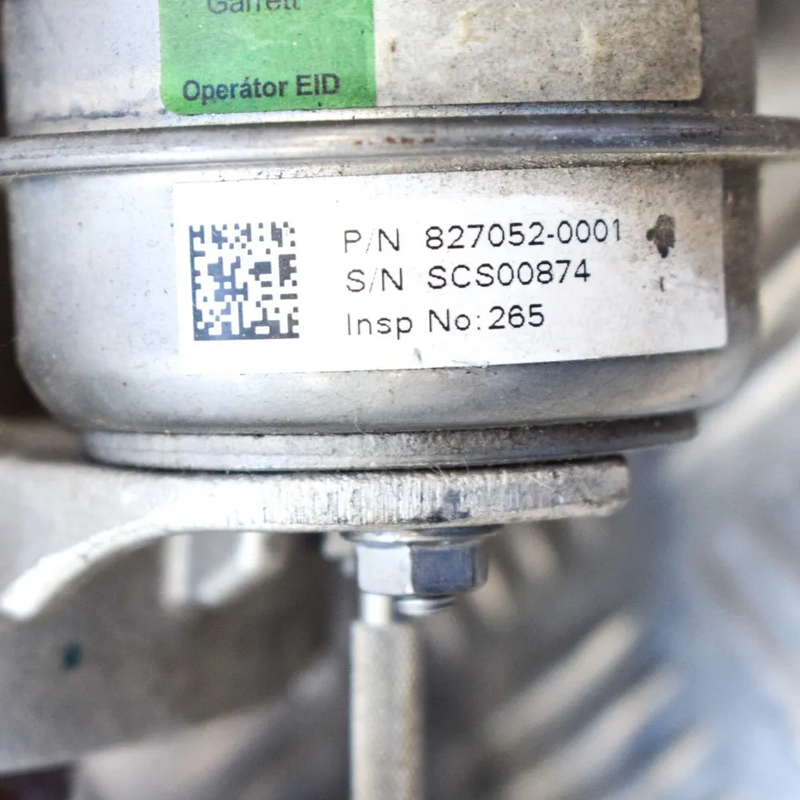 Garrett
Operátor EID
P/N 827052-0001
S/N SCS00874
Insp No: 265